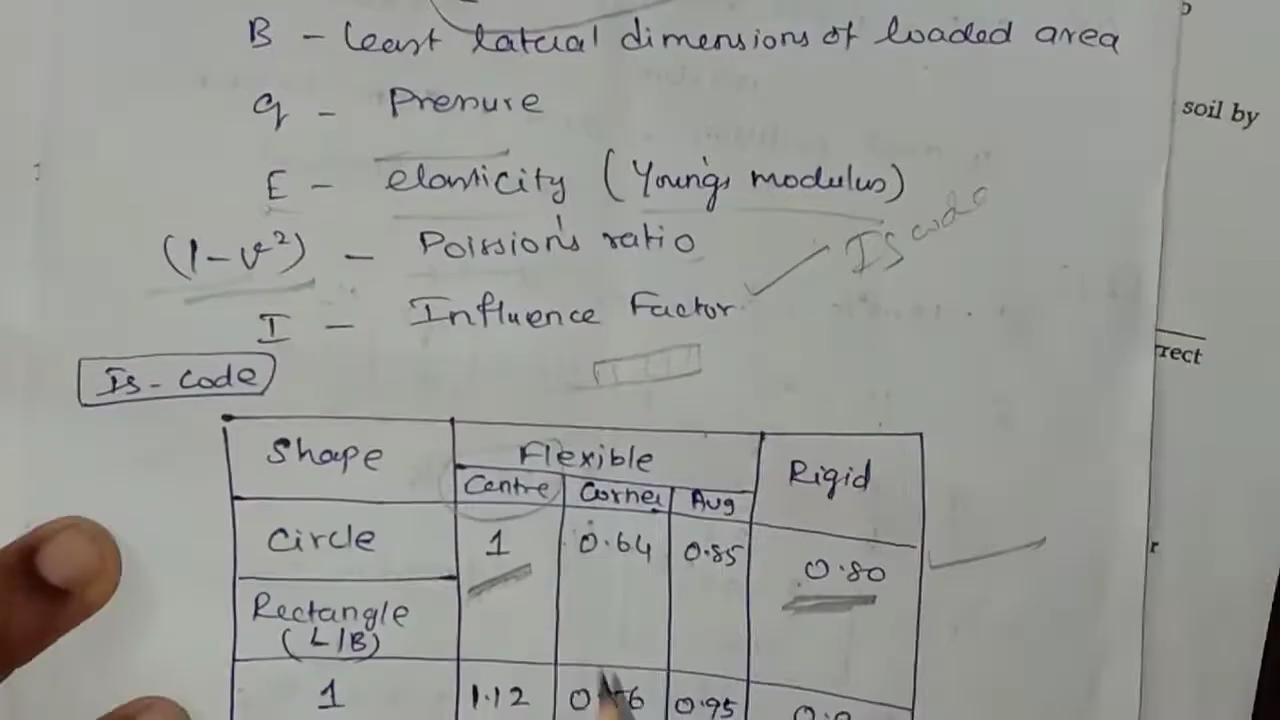 B - Least lateral dimensions of loaded area
q - Pressure
soil by
E - elasticity (Young's modulus)
(1-v²) - Poission's ratio
Is code
I - Influence Factor
rect
Is-Code
Shape Flexible Rigid
Centre Corner Avg
Circle 1 0.64 0.85 0.80
Rectangle
(L/B)
1 1.12 0.95